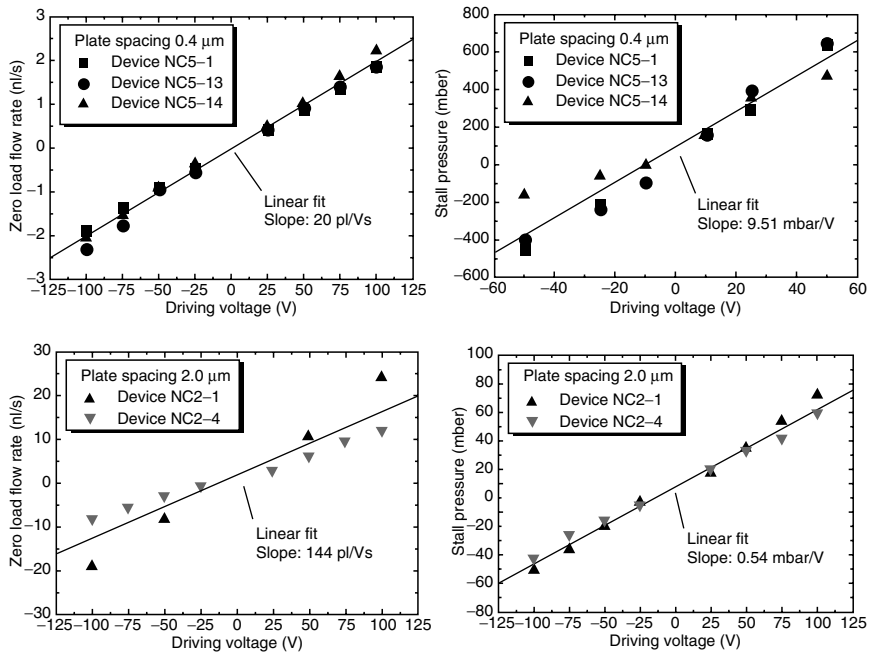 Zero load flow rate (nl/s)
3
2
1
0
−1
−2
−3
Plate spacing 0.4 μm
Device NC5−1
Device NC5−13
Device NC5−14
Linear fit
Slope: 20 pl/Vs
−125 −100 −75 −50 −25 0 25 50 75 100 125
Driving voltage (V)
Stall pressure (mber)
800
600
400
200
0
−200
−400
−600
Plate spacing 0.4 μm
Device NC5−1
Device NC5−13
Device NC5−14
Linear fit
Slope: 9.51 mbar/V
−60 −40 −20 0 20 40 60
Driving voltage (V)
Zero load flow rate (nl/s)
30
20
10
0
−10
−20
−30
Plate spacing 2.0 μm
Device NC2−1
Device NC2−4
Linear fit
Slope: 144 pl/Vs
−125 −100 −75 −50 −25 0 25 50 75 100 125
Driving voltage (V)
Stall pressure (mber)
100
80
60
40
20
0
−20
−40
−60
−80
Plate spacing 2.0 μm
Device NC2−1
Device NC2−4
Linear fit
Slope: 0.54 mbar/V
−125 −100 −75 −50 −25 0 25 50 75 100 125
Driving voltage (V)